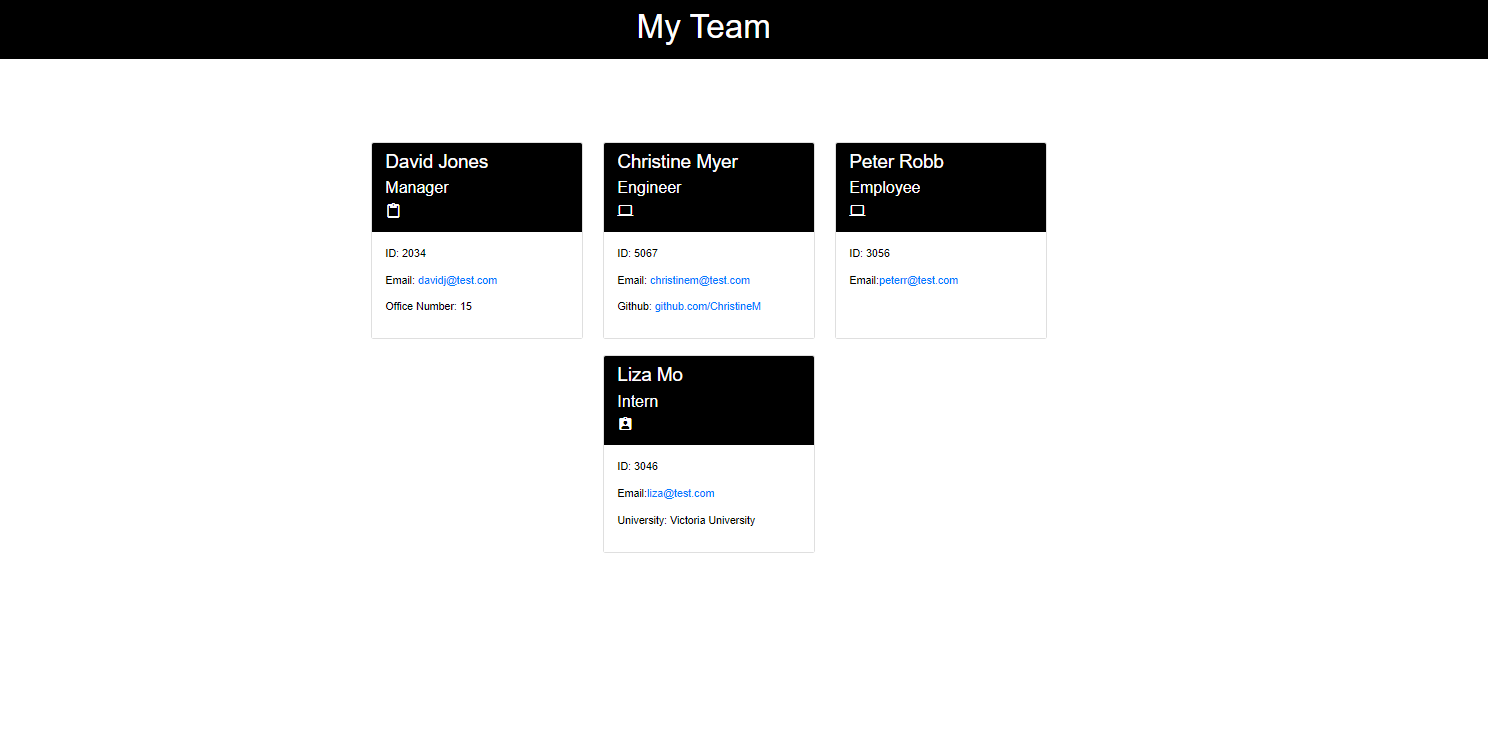 My Team
David Jones
Manager
ID: 2034
Email: davidj@test.com
Office Number: 15
Christine Myer
Engineer
ID: 5067
Email: christinem@test.com
Github: github.com/ChristineM
Peter Robb
Employee
ID: 3056
Email:peterr@test.com
Liza Mo
Intern
ID: 3046
Email:liza@test.com
University: Victoria University